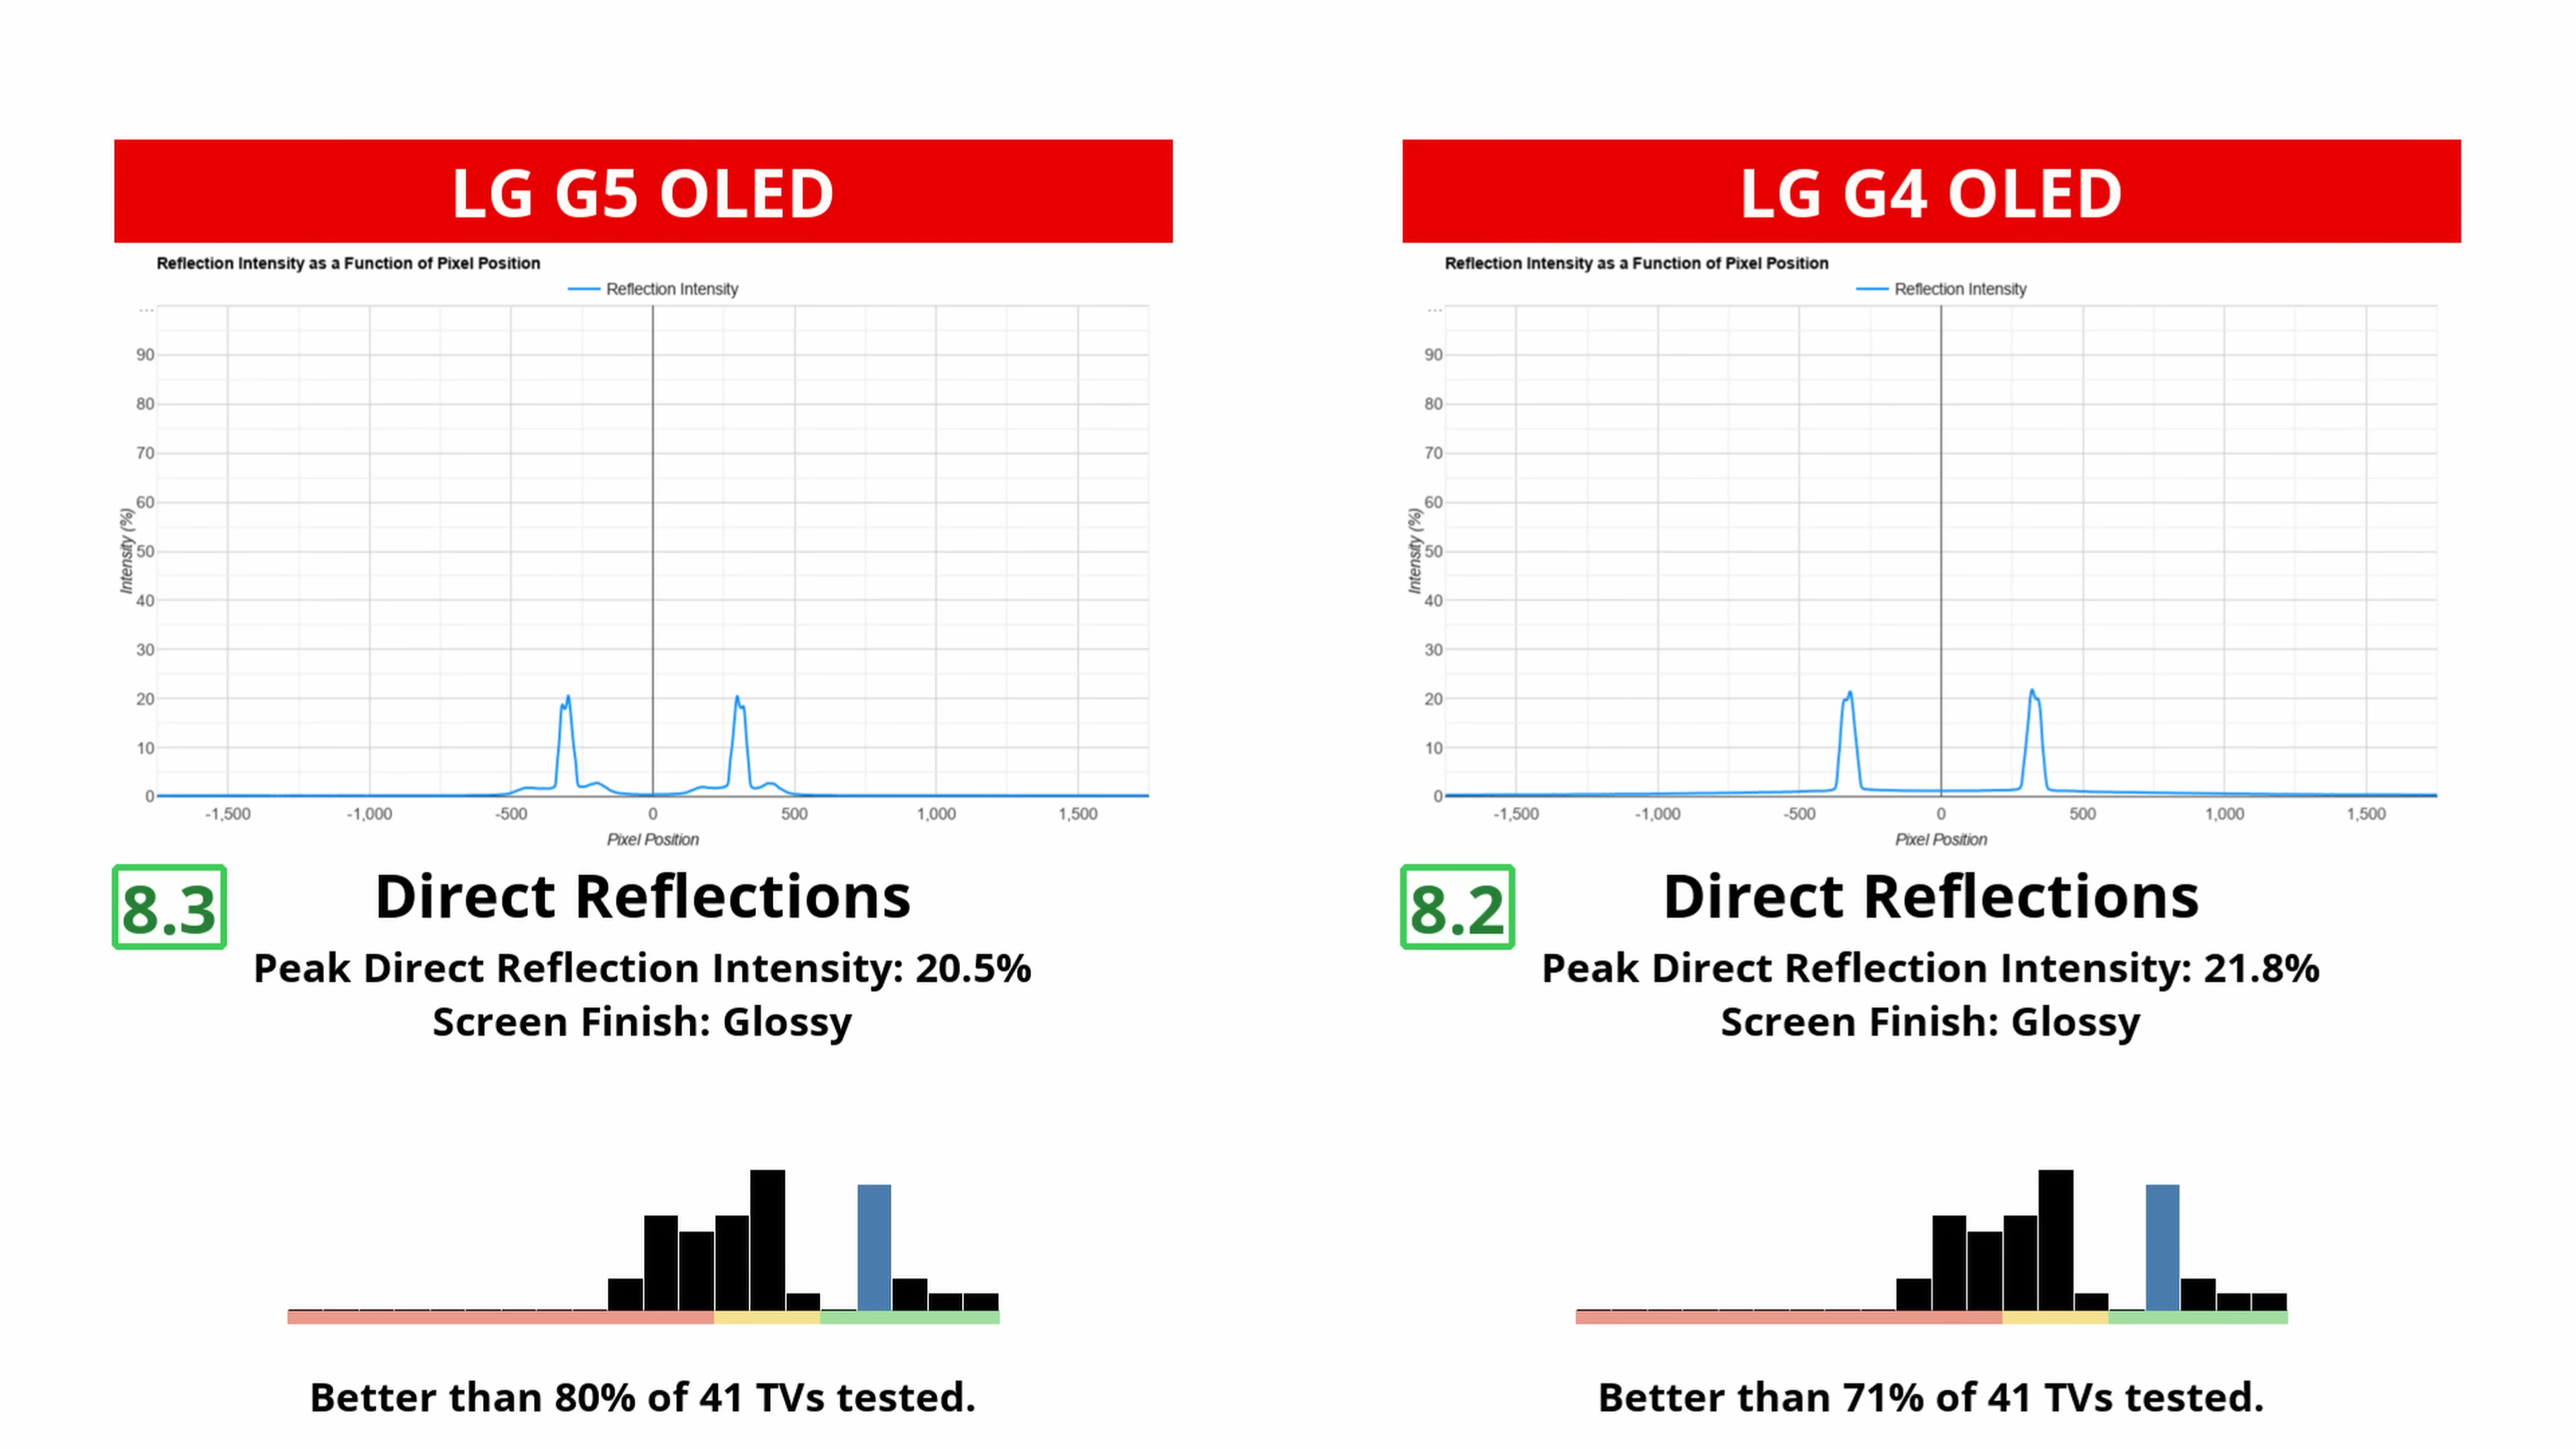 LG G5 OLED
Reflection Intensity as a Function of Pixel Position
Reflection Intensity
...
90
80
70
60
50
40
30
20
10
0
Intensity (%)
-1,500 -1,000 -500 0 500 1,000 1,500
Pixel Position
8.3
Direct Reflections
Peak Direct Reflection Intensity: 20.5%
Screen Finish: Glossy
Better than 80% of 41 TVs tested.
LG G4 OLED
Reflection Intensity as a Function of Pixel Position
Reflection Intensity
...
90
80
70
60
50
40
30
20
10
0
Intensity (%)
-1,500 -1,000 -500 0 500 1,000 1,500
Pixel Position
8.2
Direct Reflections
Peak Direct Reflection Intensity: 21.8%
Screen Finish: Glossy
Better than 71% of 41 TVs tested.